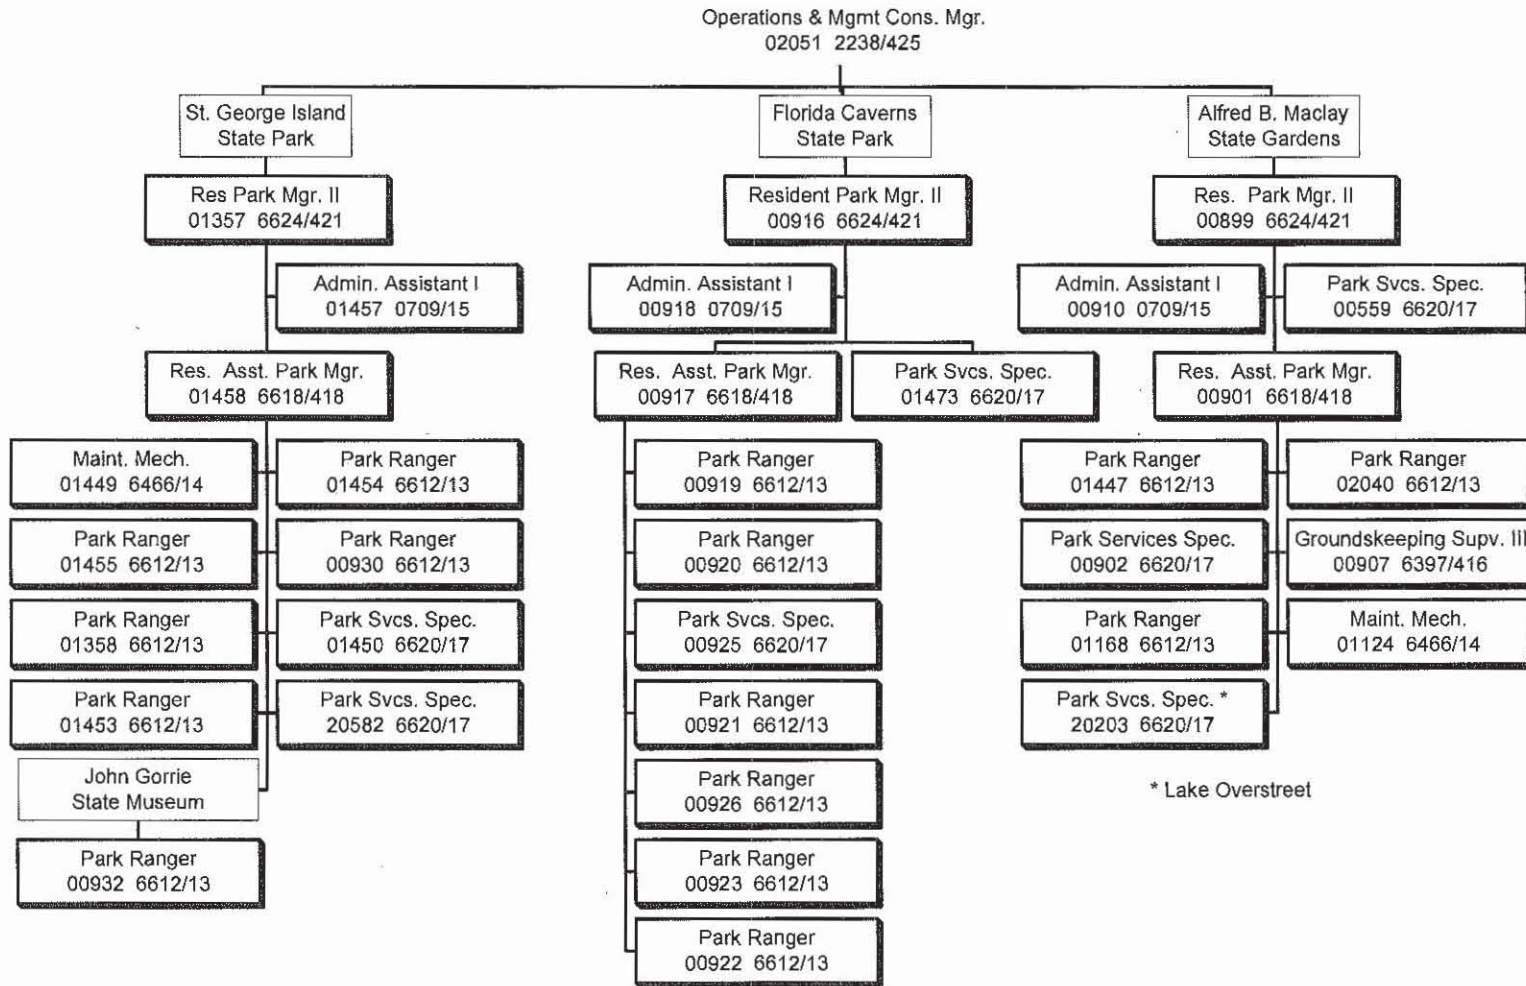 Operations & Mgmt Cons. Mgr.
02051 2238/425
St. George Island
State Park
Florida Caverns
State Park
Alfred B. Maclay
State Gardens
Res Park Mgr. II
01357 6624/421
Resident Park Mgr. II
00916 6624/421
Res. Park Mgr. II
00899 6624/421
Admin. Assistant I
01457 0709/15
Admin. Assistant I
00918 0709/15
Admin. Assistant I
00910 0709/15
Park Svcs. Spec.
00559 6620/17
Res. Asst. Park Mgr.
01458 6618/418
Res. Asst. Park Mgr.
00917 6618/418
Park Svcs. Spec.
01473 6620/17
Res. Asst. Park Mgr.
00901 6618/418
Maint. Mech.
01449 6466/14
Park Ranger
01454 6612/13
Park Ranger
00919 6612/13
Park Ranger
01447 6612/13
Park Ranger
02040 6612/13
Park Ranger
01455 6612/13
Park Ranger
00930 6612/13
Park Ranger
00920 6612/13
Park Services Spec.
00902 6620/17
Groundskeeping Supv. III
00907 6397/416
Park Ranger
01358 6612/13
Park Svcs. Spec.
01450 6620/17
Park Svcs. Spec.
00925 6620/17
Park Ranger
01168 6612/13
Maint. Mech.
01124 6466/14
Park Ranger
01453 6612/13
Park Svcs. Spec.
20582 6620/17
Park Ranger
00921 6612/13
Park Svcs. Spec. *
20203 6620/17
John Gorrie
State Museum
Park Ranger
00926 6612/13
* Lake Overstreet
Park Ranger
00932 6612/13
Park Ranger
00923 6612/13
Park Ranger
00922 6612/13